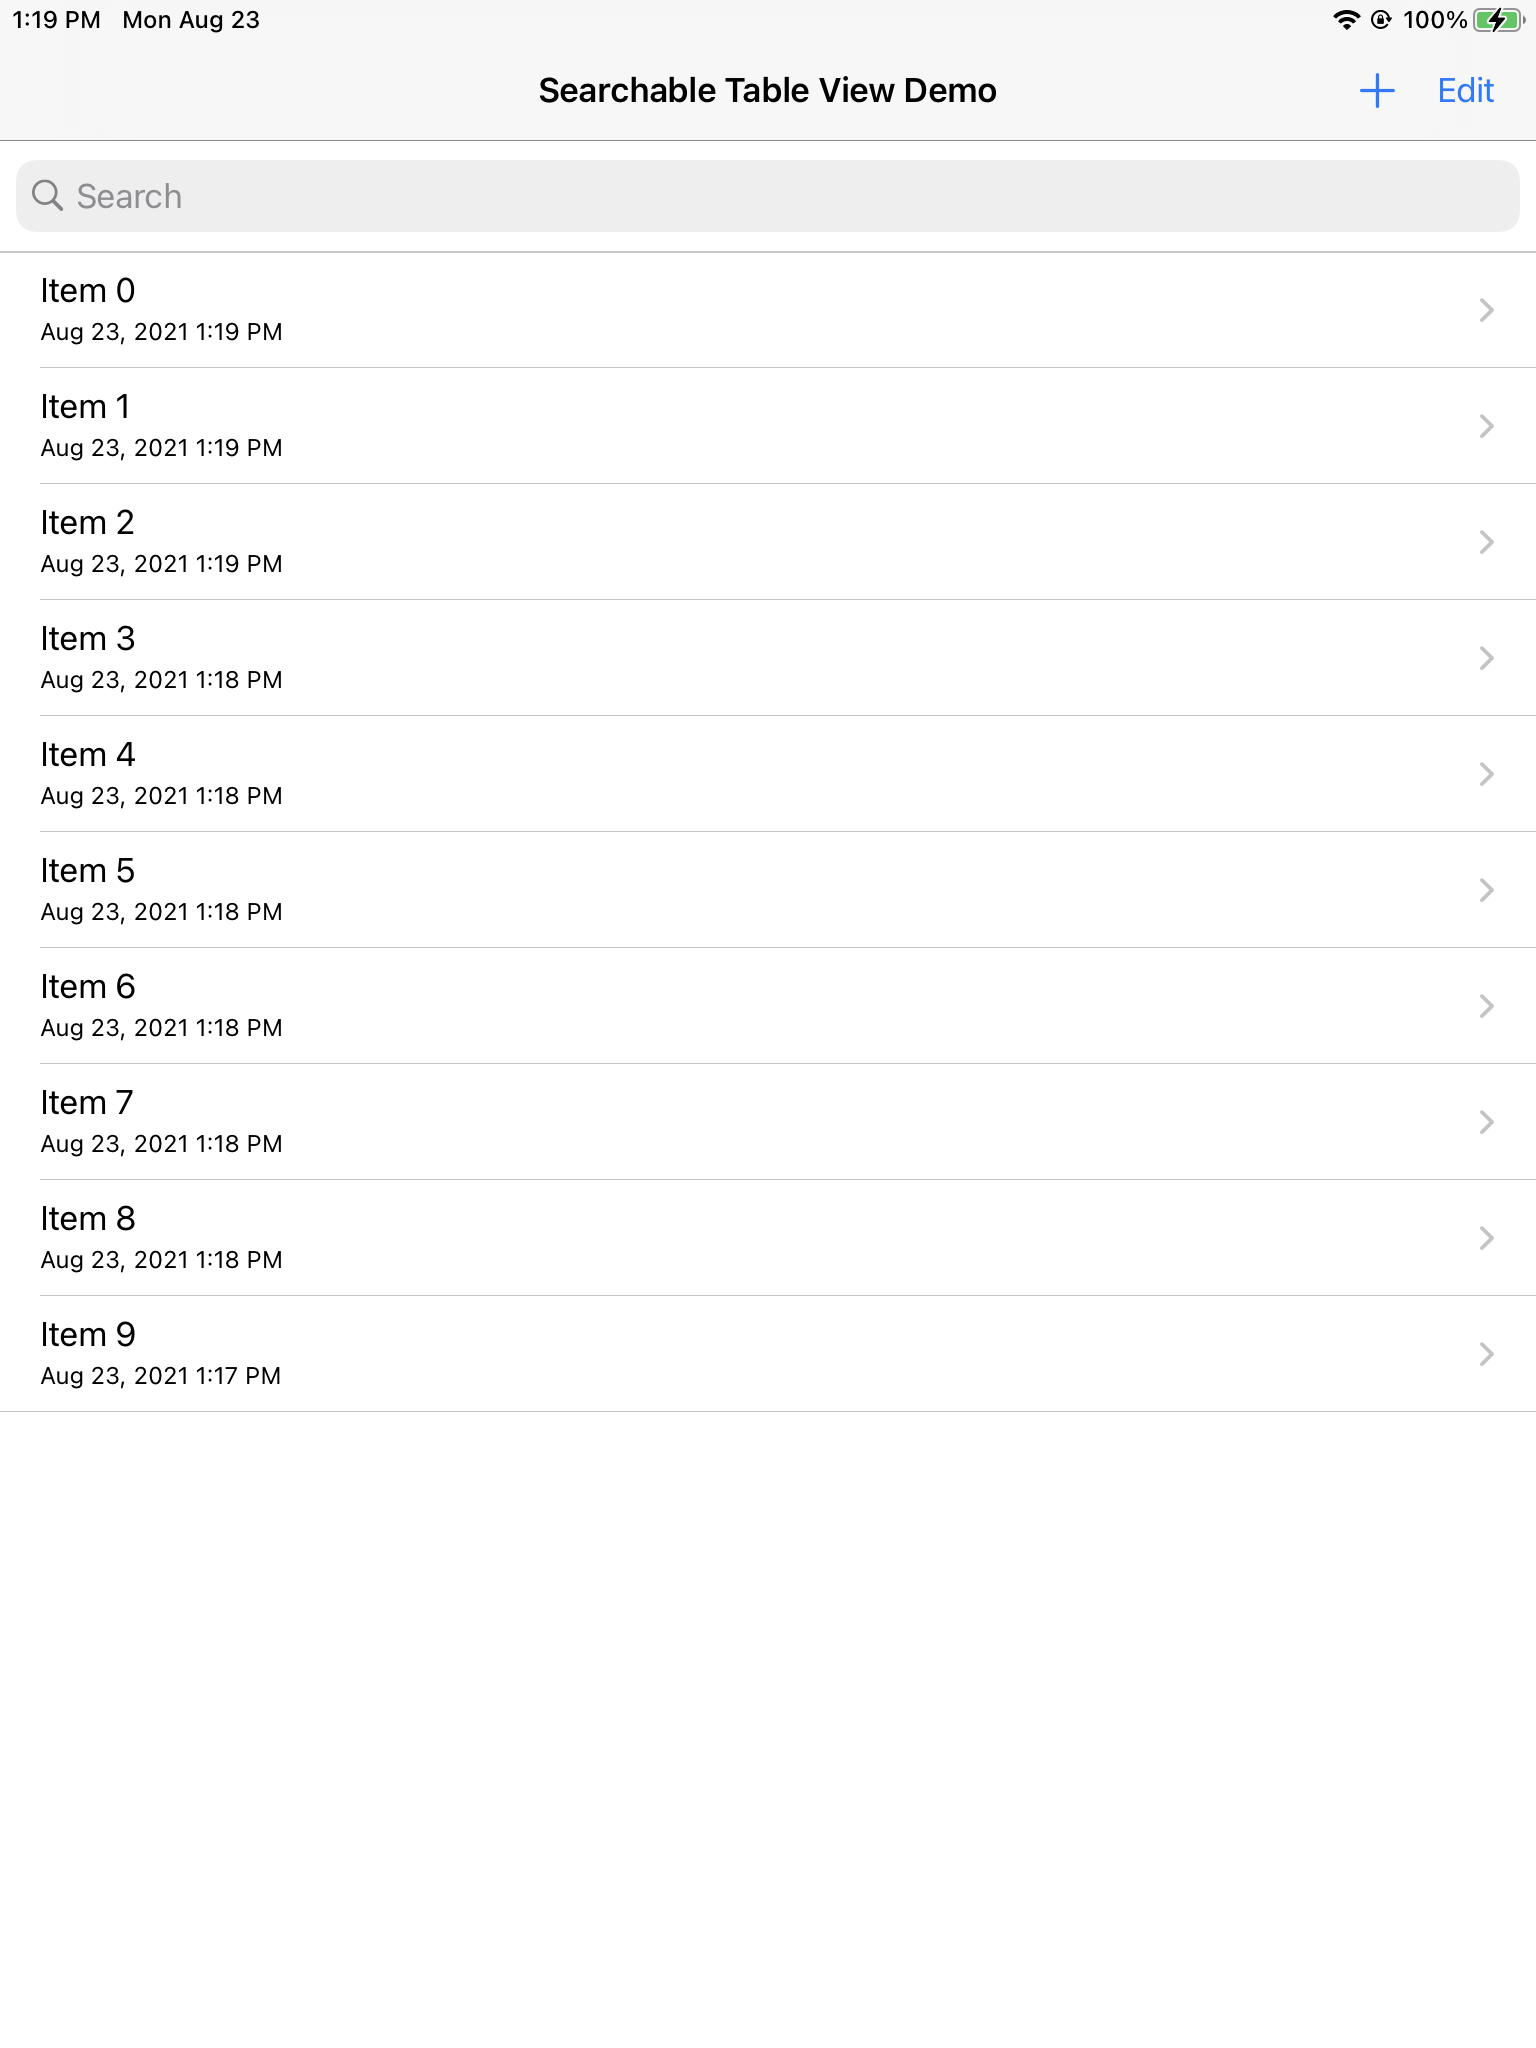 1:19 PM Mon Aug 23 100%
Searchable Table View Demo Edit
Search
Item 0
Aug 23, 2021 1:19 PM
Item 1
Aug 23, 2021 1:19 PM
Item 2
Aug 23, 2021 1:19 PM
Item 3
Aug 23, 2021 1:18 PM
Item 4
Aug 23, 2021 1:18 PM
Item 5
Aug 23, 2021 1:18 PM
Item 6
Aug 23, 2021 1:18 PM
Item 7
Aug 23, 2021 1:18 PM
Item 8
Aug 23, 2021 1:18 PM
Item 9
Aug 23, 2021 1:17 PM